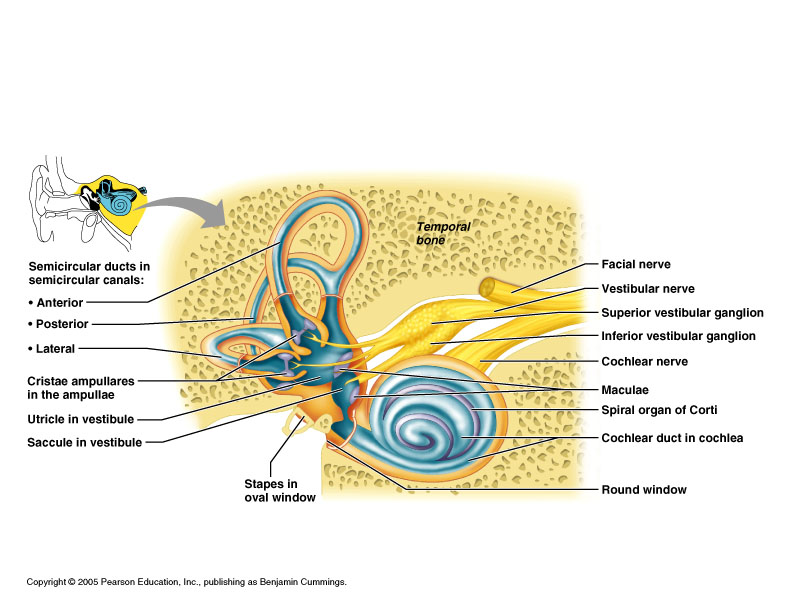 Temporal
bone
Semicircular ducts in
semicircular canals:
• Anterior
• Posterior
• Lateral
Cristae ampullares
in the ampullae
Utricle in vestibule
Saccule in vestibule
Stapes in
oval window
Facial nerve
Vestibular nerve
Superior vestibular ganglion
Inferior vestibular ganglion
Cochlear nerve
Maculae
Spiral organ of Corti
Cochlear duct in cochlea
Round window
Copyright © 2005 Pearson Education, Inc., publishing as Benjamin Cummings.